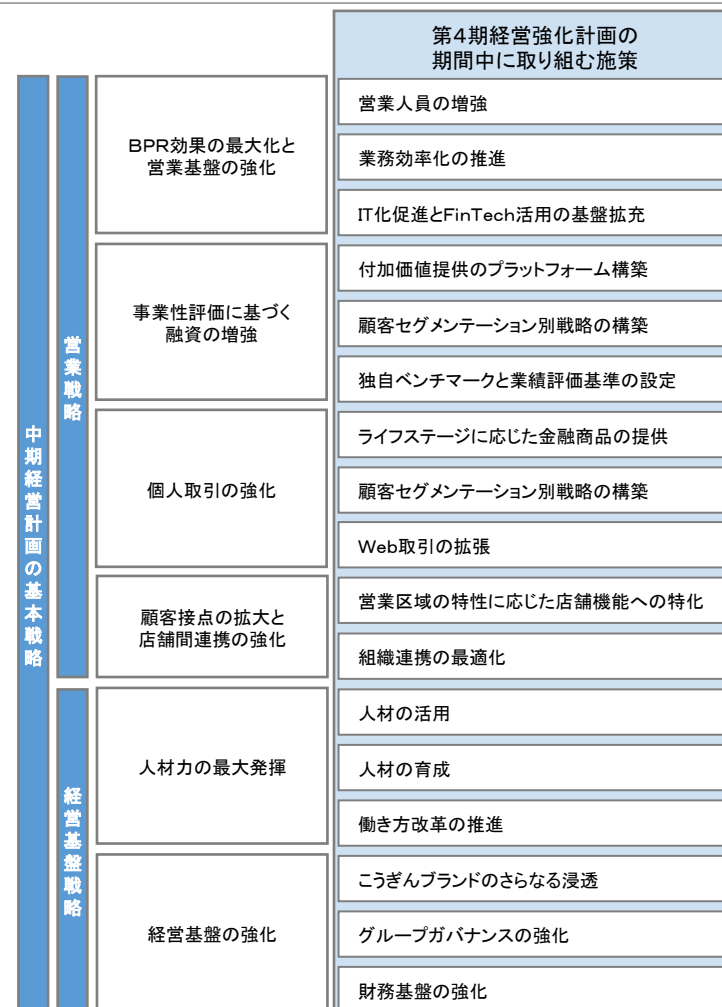 第4期経営強化計画の
期間中に取り組む施策
中期経営計画の基本戦略
営業戦略
BPR効果の最大化と
営業基盤の強化
営業人員の増強
業務効率化の推進
IT化促進とFinTech活用の基盤拡充
事業性評価に基づく
融資の増強
付加価値提供のプラットフォーム構築
顧客セグメンテーション別戦略の構築
独自ベンチマークと業績評価基準の設定
個人取引の強化
ライフステージに応じた金融商品の提供
顧客セグメンテーション別戦略の構築
Web取引の拡張
顧客接点の拡大と
店舗間連携の強化
営業区域の特性に応じた店舗機能への特化
組織連携の最適化
経営基盤戦略
人材力の最大発揮
人材の活用
人材の育成
働き方改革の推進
経営基盤の強化
こうぎんブランドのさらなる浸透
グループガバナンスの強化
財務基盤の強化